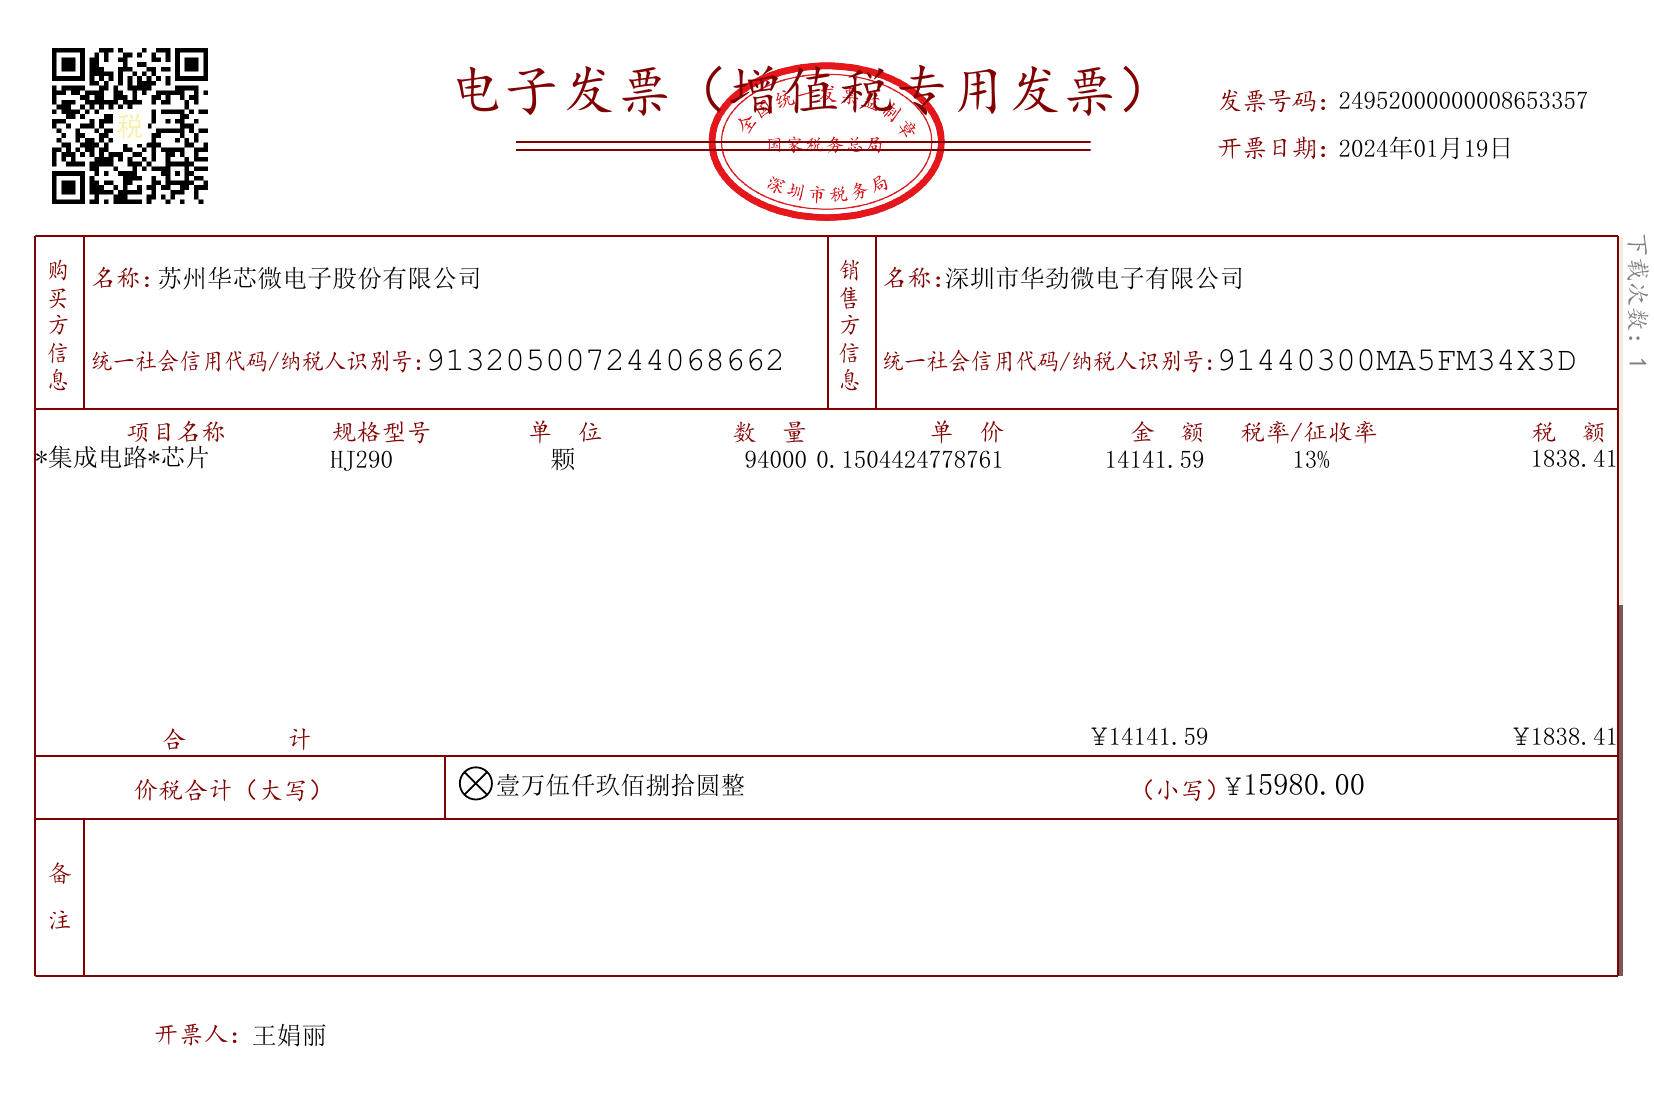 电子发票（增值税专用发票）
发票号码：24952000000008653357
开票日期：2024年01月19日
税
全国统一发票监制章
国家税务总局
深圳市税务局
下载次数：1
购买方信息
名称：苏州华芯微电子股份有限公司
统一社会信用代码/纳税人识别号：913205007244068662
销售方信息
名称：深圳市华劲微电子有限公司
统一社会信用代码/纳税人识别号：91440300MA5FM34X3D
项目名称 规格型号 单位 数量 单价 金额 税率/征收率 税额
*集成电路*芯片 HJ290 颗 94000 0.1504424778761 14141.59 13% 1838.41
合计 ¥14141.59 ¥1838.41
价税合计（大写） 壹万伍仟玖佰捌拾圆整 （小写）¥15980.00
备注
开票人：王娟丽